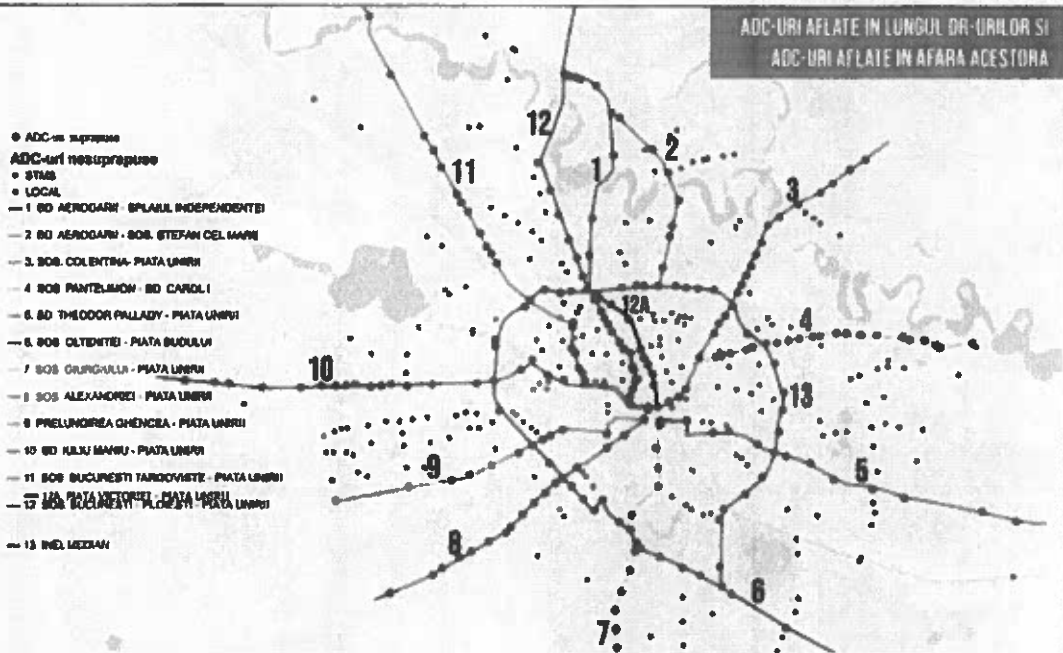 ADC-URI AFLATE IN LUNGUL DR-URILOR SI
ADC-URI AFLATE IN AFARA ACESTORA
ADC-uri suprapuse
ADC-uri nesuprapuse
STMB
LOCAL
1 BD AEROGARII - SPLAIUL INDEPENDENTEI
2 BD AEROGARII - SOS. STEFAN CEL MARE
3. SOS. COLENTINA- PIATA UNIRII
4 SOS PANTELIMON - BD CAROL I
5. BD THEODOR PALLADY - PIATA UNIRII
6 SOS OLTENITEI - PIATA SUDULUI
7 SOS GIURGIULUI - PIATA UNIRII
8 SOS ALEXANDRIEI - PIATA UNIRII
9 PRELUNGIREA GHENCEA - PIATA UNIRII
10 BD IULIU MANIU - PIATA UNIRII
11 SOS BUCURESTI TARGOVISTE - PIATA UNIRII
12A PIATA VICTORIEI - PIATA UNIRII
12 SOS BUCURESTI - PLOIESTI - PIATA UNIRII
13 INEL MEDIAN
12
11
1
2
3
12A
4
10
13
9
5
8
6
7